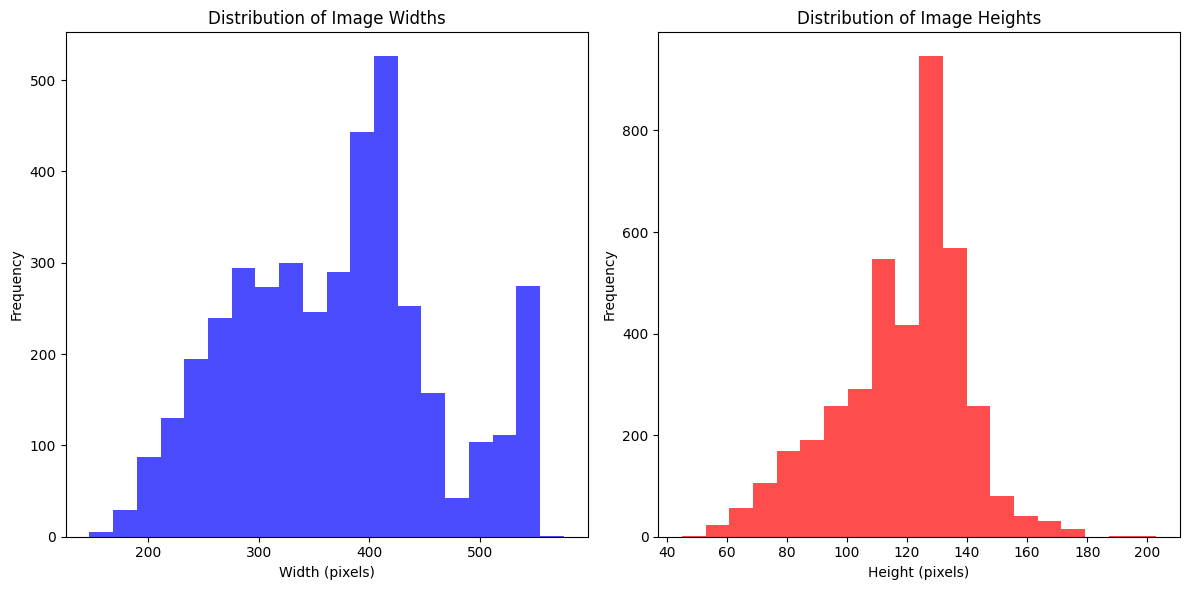 Distribution of Image Widths
Frequency
500
400
300
200
100
0
200 300 400 500
Width (pixels)
Distribution of Image Heights
Frequency
800
600
400
200
0
40 60 80 100 120 140 160 180 200
Height (pixels)